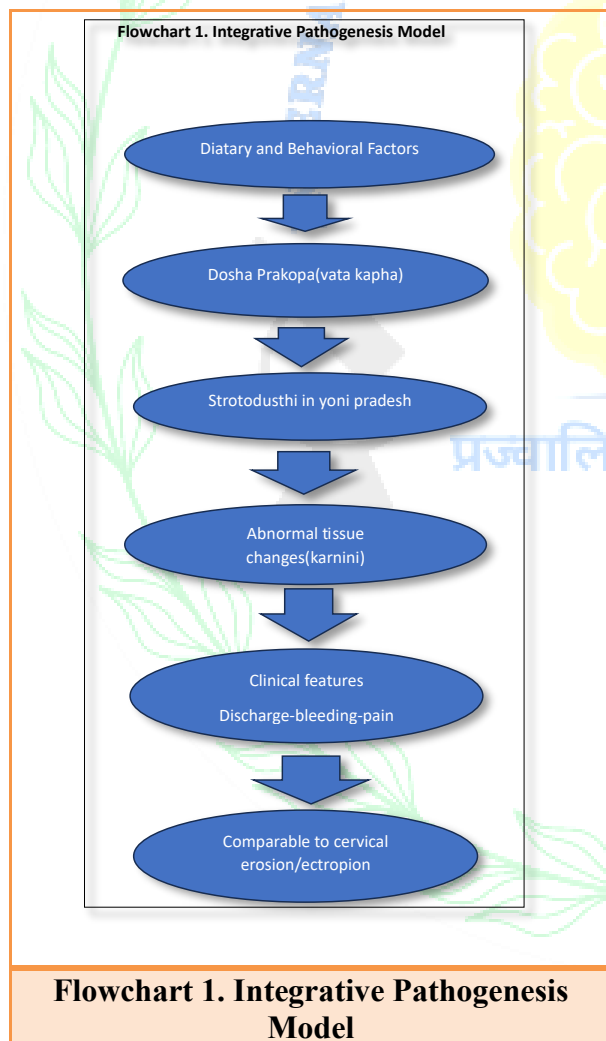 Flowchart 1. Integrative Pathogenesis Model
ERNA
Diatary and Behavioral Factors
Dosha Prakopa(vata kapha)
Strotodusthi in yoni pradesh
प्रज्वालि
Abnormal tissue
changes(karnini)
Clinical features
Discharge-bleeding-pain
Comparable to cervical
erosion/ectropion
Flowchart 1. Integrative Pathogenesis
Model